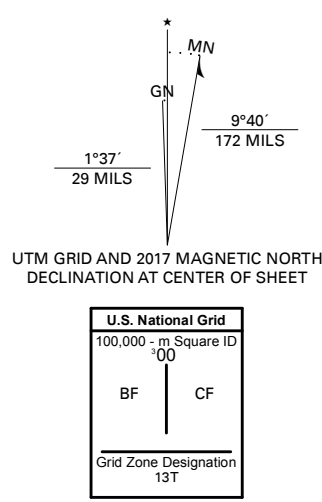 ★
MN
GN
9°40´
172 MILS
1°37´
29 MILS
UTM GRID AND 2017 MAGNETIC NORTH
DECLINATION AT CENTER OF SHEET
U.S. National Grid
100,000 - m Square ID
³00
BF CF
Grid Zone Designation
13T